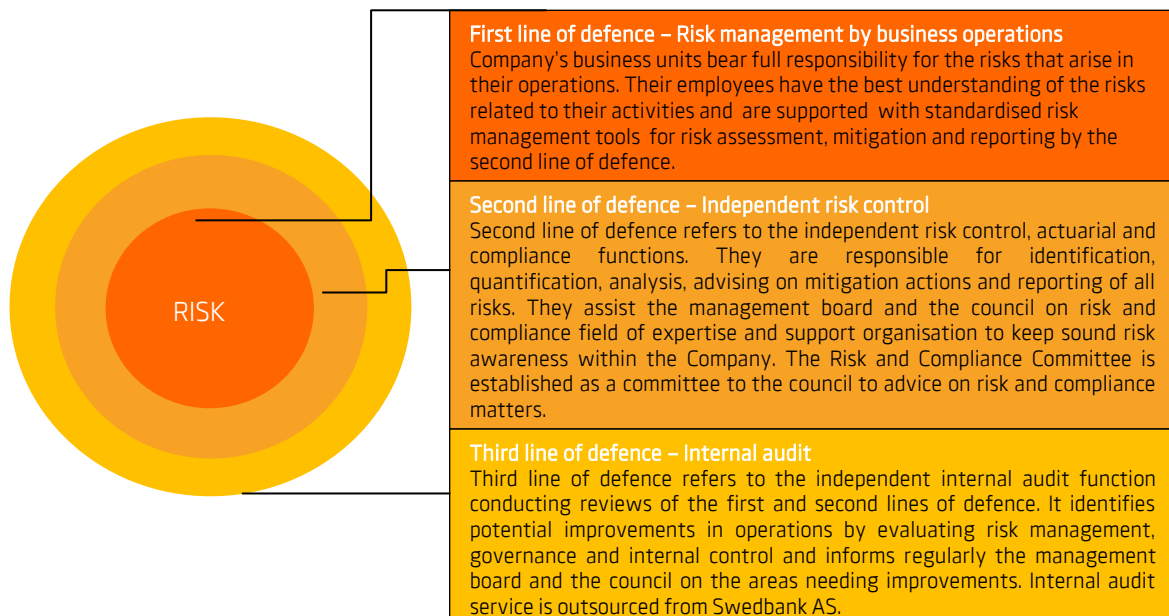 First line of defence – Risk management by business operations
Company's business units bear full responsibility for the risks that arise in
their operations. Their employees have the best understanding of the risks
related to their activities and are supported with standardised risk
management tools for risk assessment, mitigation and reporting by the
second line of defence.
Second line of defence – Independent risk control
Second line of defence refers to the independent risk control, actuarial and
compliance functions. They are responsible for identification,
quantification, analysis, advising on mitigation actions and reporting of all
risks. They assist the management board and the council on risk and
compliance field of expertise and support organisation to keep sound risk
awareness within the Company. The Risk and Compliance Committee is
established as a committee to the council to advice on risk and compliance
matters.
RISK
Third line of defence – Internal audit
Third line of defence refers to the independent internal audit function
conducting reviews of the first and second lines of defence. It identifies
potential improvements in operations by evaluating risk management,
governance and internal control and informs regularly the management
board and the council on the areas needing improvements. Internal audit
service is outsourced from Swedbank AS.